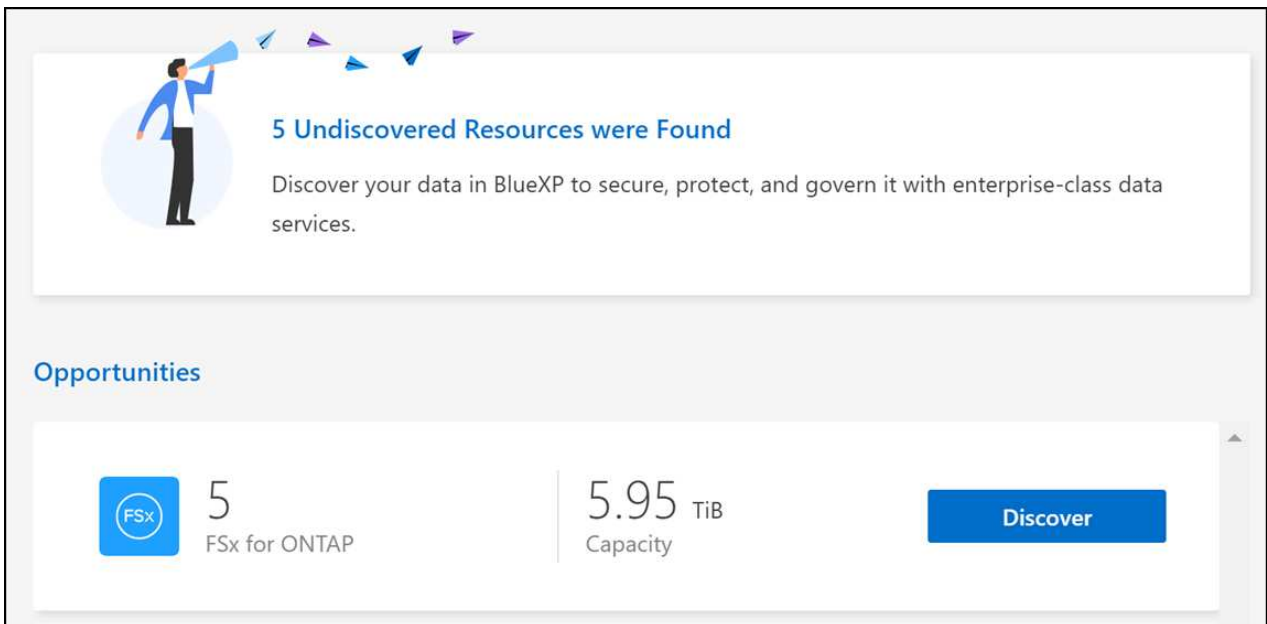 5 Undiscovered Resources were Found
Discover your data in BlueXP to secure, protect, and govern it with enterprise-class data
services.
Opportunities
FSx
5
FSx for ONTAP
5.95 TiB
Capacity
Discover